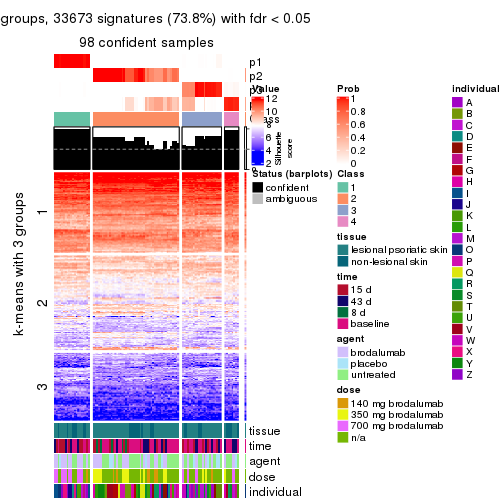 groups, 33673 signatures (73.8%) with fdr < 0.05
98 confident samples
p1
p2
Value
12
10
8
6
4
2
Silhouette
score
Status (barplots)
confident
ambiguous
Prob
1
0.8
0.6
0.4
0.2
0
Class
1
2
3
4
tissue
lesional psoriatic skin
non-lesional skin
time
15 d
43 d
8 d
baseline
agent
brodalumab
placebo
untreated
dose
140 mg brodalumab
350 mg brodalumab
700 mg brodalumab
n/a
individual
A
B
C
D
E
F
G
H
I
J
K
L
M
O
P
Q
R
S
T
U
V
W
X
Y
Z
k-means with 3 groups
1
2
3
tissue
time
agent
dose
individual